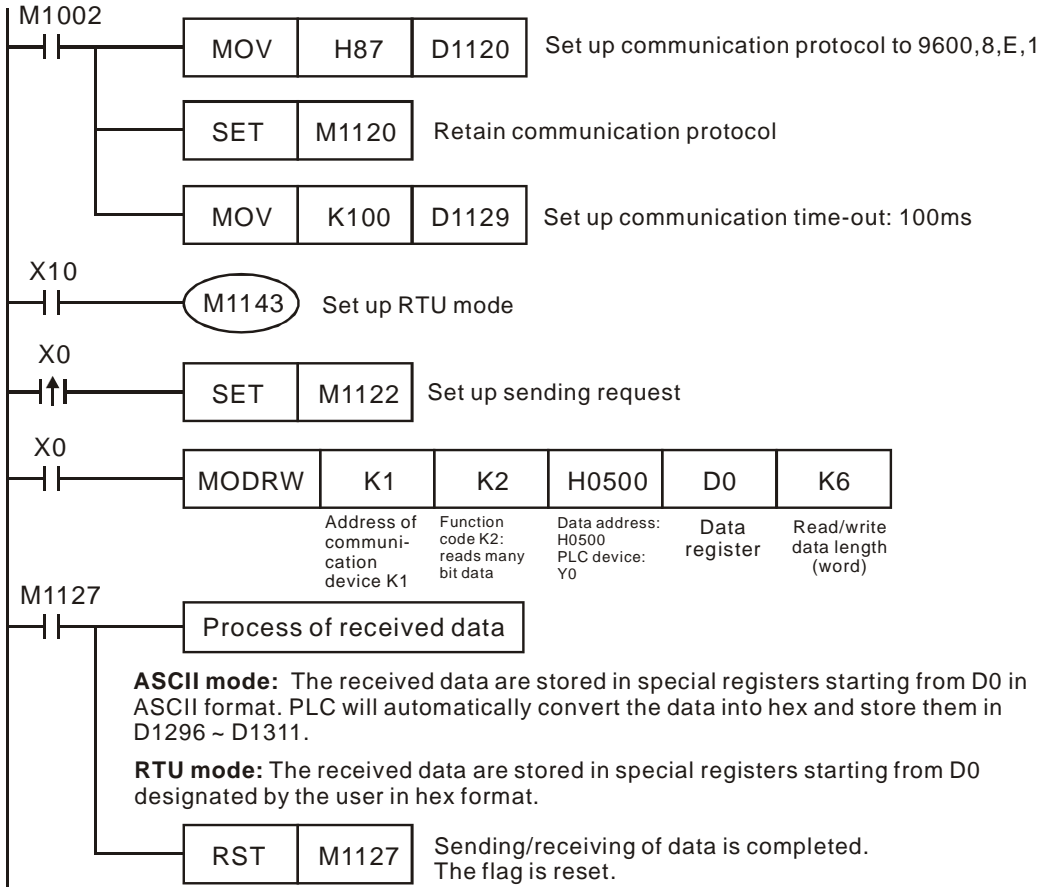 M1002
MOV H87 D1120 Set up communication protocol to 9600,8,E,1
SET M1120 Retain communication protocol
MOV K100 D1129 Set up communication time-out: 100ms
X10
M1143 Set up RTU mode
X0
SET M1122 Set up sending request
X0
MODRW K1 K2 H0500 D0 K6
Address of communi-cation device K1
Function code K2: reads many bit data
Data address: H0500 PLC device: Y0
Data register
Read/write data length (word)
M1127
Process of received data
ASCII mode: The received data are stored in special registers starting from D0 in
ASCII format. PLC will automatically convert the data into hex and store them in
D1296 ~ D1311.
RTU mode: The received data are stored in special registers starting from D0
designated by the user in hex format.
RST M1127 Sending/receiving of data is completed.
The flag is reset.